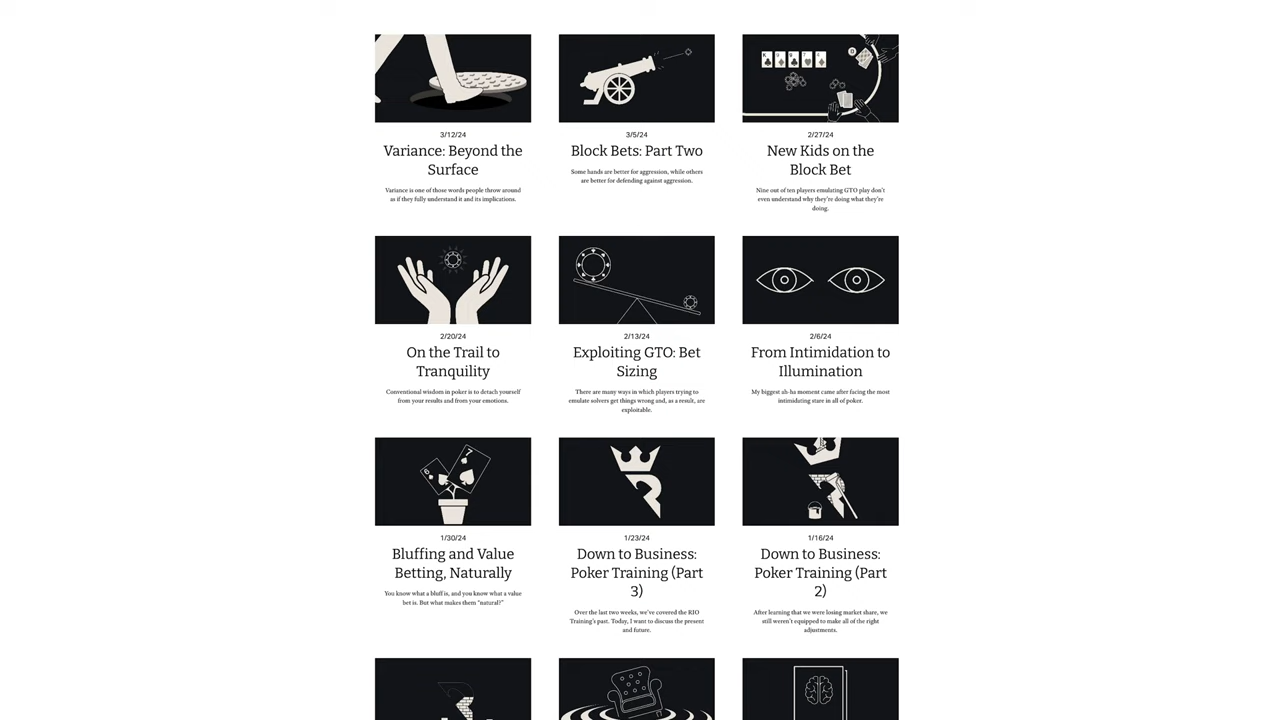 3/12/24
Variance: Beyond the
Surface
Variance is one of those words people throw around
as if they fully understand it and its implications.
3/5/24
Block Bets: Part Two
Some hands are better for aggression, while others
are better for defending against aggression.
2/27/24
New Kids on the
Block Bet
Nine out of ten players emulating GTO play don't
even understand why they're doing what they're
doing.
2/20/24
On the Trail to
Tranquility
Conventional wisdom in poker is to detach yourself
from your results and from your emotions.
2/13/24
Exploiting GTO: Bet
Sizing
There are many ways in which players trying to
emulate solvers get things wrong and, as a result, are
exploitable.
2/6/24
From Intimidation to
Illumination
My biggest ah-ha moment came after facing the most
intimidating stare in all of poker.
6
7
1/30/24
Bluffing and Value
Betting, Naturally
You know what a bluff is, and you know what a value
bet is. But what makes them “natural?”
1/23/24
Down to Business:
Poker Training (Part
3)
Over the last two weeks, we've covered the RIO
Training's past. Today, I want to discuss the present
and future.
1/16/24
Down to Business:
Poker Training (Part
2)
After learning that we were losing market share, we
still weren't equipped to make all of the right
adjustments.